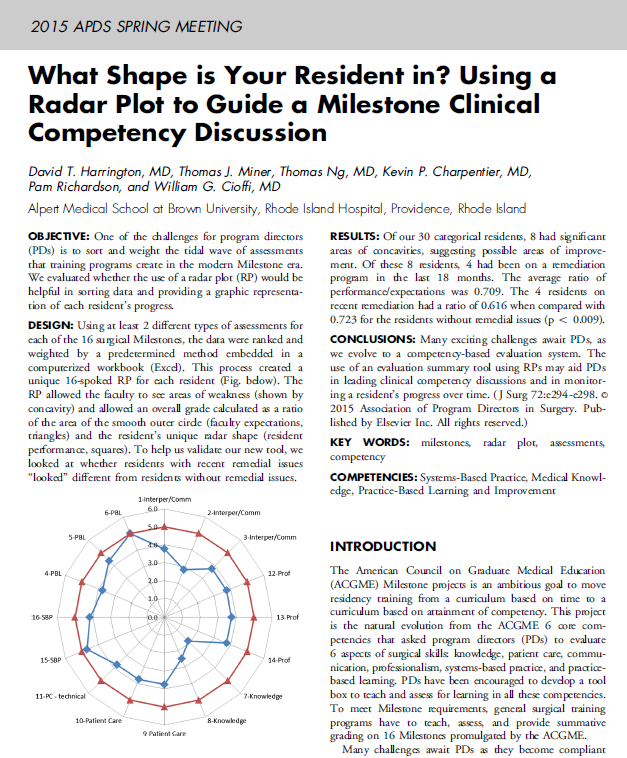 2015 APDS SPRING MEETING
What Shape is Your Resident in? Using a
Radar Plot to Guide a Milestone Clinical
Competency Discussion
David T. Harrington, MD, Thomas J. Miner, Thomas Ng, MD, Kevin P. Charpentier, MD,
Pam Richardson, and William G. Cioffi, MD
Alpert Medical School at Brown University, Rhode Island Hospital, Providence, Rhode Island
OBJECTIVE: One of the challenges for program directors
(PDs) is to sort and weight the tidal wave of assessments
that training programs create in the modern Milestone era.
We evaluated whether the use of a radar plot (RP) would be
helpful in sorting data and providing a graphic representa-
tion of each resident's progress.
DESIGN: Using at least 2 different types of assessments for
each of the 16 surgical Milestones, the data were ranked and
weighted by a predetermined method embedded in a
computerized workbook (Excel). This process created a
unique 16-spoked RP for each resident (Fig. below). The
RP allowed the faculty to see areas of weakness (shown by
concavity) and allowed an overall grade calculated as a ratio
of the area of the smooth outer circle (faculty expectations,
triangles) and the resident's unique radar shape (resident
performance, squares). To help us validate our new tool, we
looked at whether residents with recent remedial issues
"looked" different from residents without remedial issues.
1-Interper/Comm
2-Interper/Comm
3-Interper/Comm
12-Prof
13-Prof
14-Prof
7-Knowledge
8-Knowledge
9 Patient Care
10-Patient Care
11-PC - technical
15-SBP
16-SBP
4-PBL
5-PBL
6-PBL
6.0
5.0
4.0
3.0
2.0
1.0
0.0
RESULTS: Of our 30 categorical residents, 8 had significant
areas of concavities, suggesting possible areas of improve-
ment. Of these 8 residents, 4 had been on a remediation
program in the last 18 months. The average ratio of
performance/expectations was 0.709. The 4 residents on
recent remediation had a ratio of 0.616 when compared with
0.723 for the residents without remedial issues (p < 0.009).
CONCLUSIONS: Many exciting challenges await PDs, as
we evolve to a competency-based evaluation system. The
use of an evaluation summary tool using RPs may aid PDs
in leading clinical competency discussions and in monitor-
ing a resident's progress over time. ( J Surg 72:e294-e298. ©
2015 Association of Program Directors in Surgery. Pub-
lished by Elsevier Inc. All rights reserved.)
KEY WORDS: milestones, radar plot, assessments,
competency
COMPETENCIES: Systems-Based Practice, Medical Knowl-
edge, Practice-Based Learning and Improvement
INTRODUCTION
The American Council on Graduate Medical Education
(ACGME) Milestone projects is an ambitious goal to move
residency training from a curriculum based on time to a
curriculum based on attainment of competency. This project
is the natural evolution from the ACGME 6 core com-
petencies that asked program directors (PDs) to evaluate
6 aspects of surgical skills: knowledge, patient care, commu-
nication, professionalism, systems-based practice, and practice-
based learning. PDs have been encouraged to develop a tool
box to teach and assess for learning in all these competencies.
To meet Milestone requirements, general surgical training
programs have to teach, assess, and provide summative
grading on 16 Milestones promulgated by the ACGME.
Many challenges await PDs as they become compliant